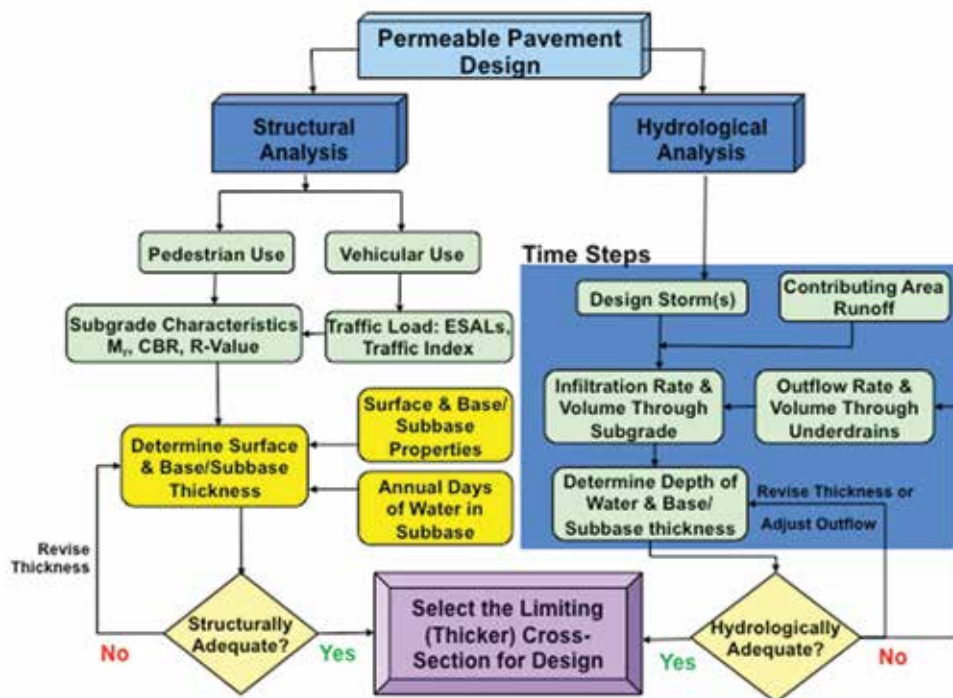 Permeable Pavement
Design
Structural
Analysis
Hydrological
Analysis
Pedestrian Use
Vehicular Use
Time Steps
Design Storm(s)
Contributing Area
Runoff
Subgrade Characteristics
Mr, CBR, R-Value
Traffic Load: ESALs,
Traffic Index
Infiltration Rate &
Volume Through
Subgrade
Outflow Rate &
Volume Through
Underdrains
Surface & Base/
Subbase
Properties
Determine Surface
& Base/Subbase
Thickness
Annual Days
of Water in
Subbase
Determine Depth of
Water & Base/
Subbase thickness
Revise Thickness or
Adjust Outflow
Revise
Thickness
Structurally
Adequate?
No
Yes
Select the Limiting
(Thicker) Cross-
Section for Design
Hydrologically
Adequate?
Yes
No